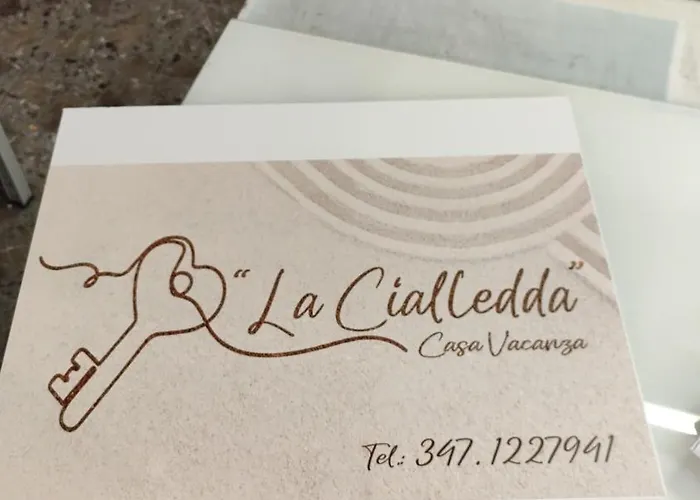 "La Cialledda"
Casa Vacanza
Tel.: 347.1227941